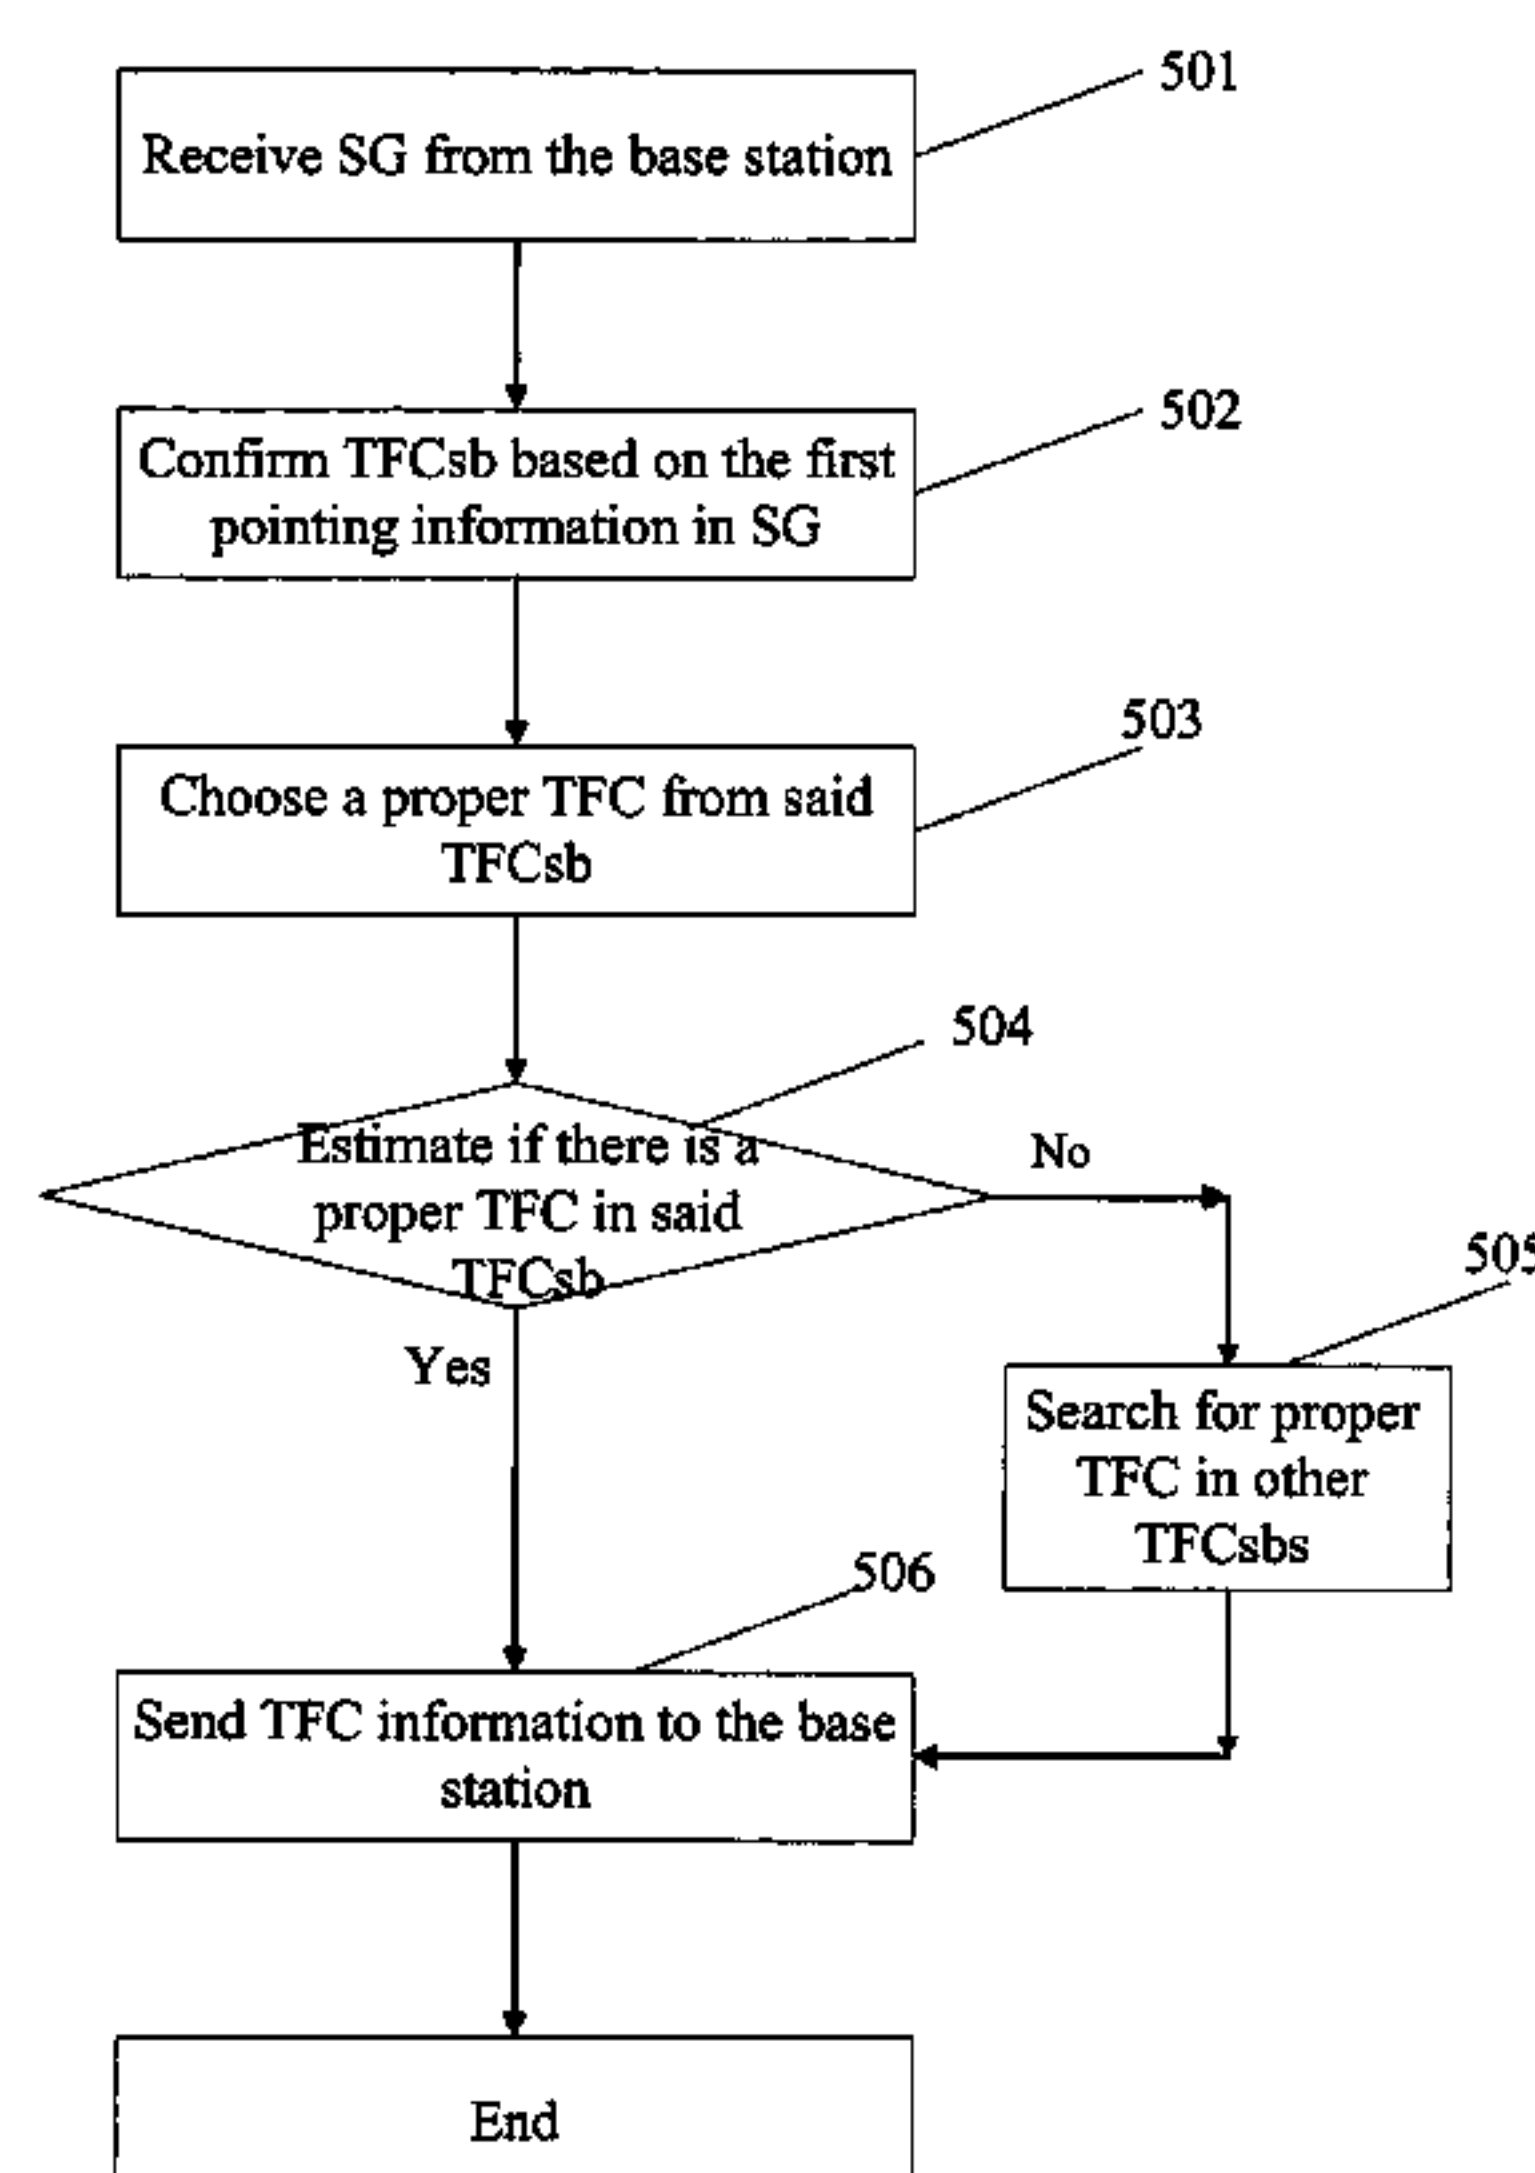 501
Receive SG from the base station
502
Confirm TFCsb based on the first
pointing information in SG
503
Choose a proper TFC from said
TFCsb
504
Estimate if there is a
proper TFC in said
TFCsb
No
505
Yes
Search for proper
TFC in other
TFCsbs
506
Send TFC information to the base
station
End